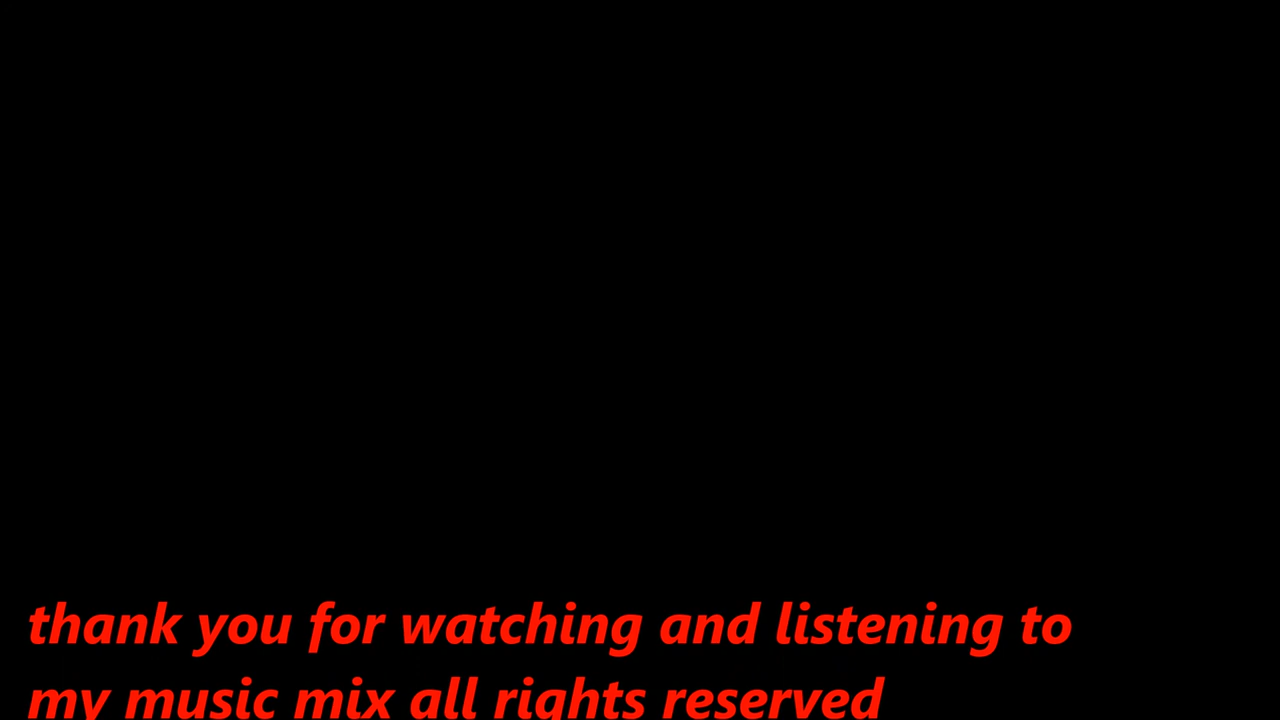 thank you for watching and listening to
my music mix all rights reserved